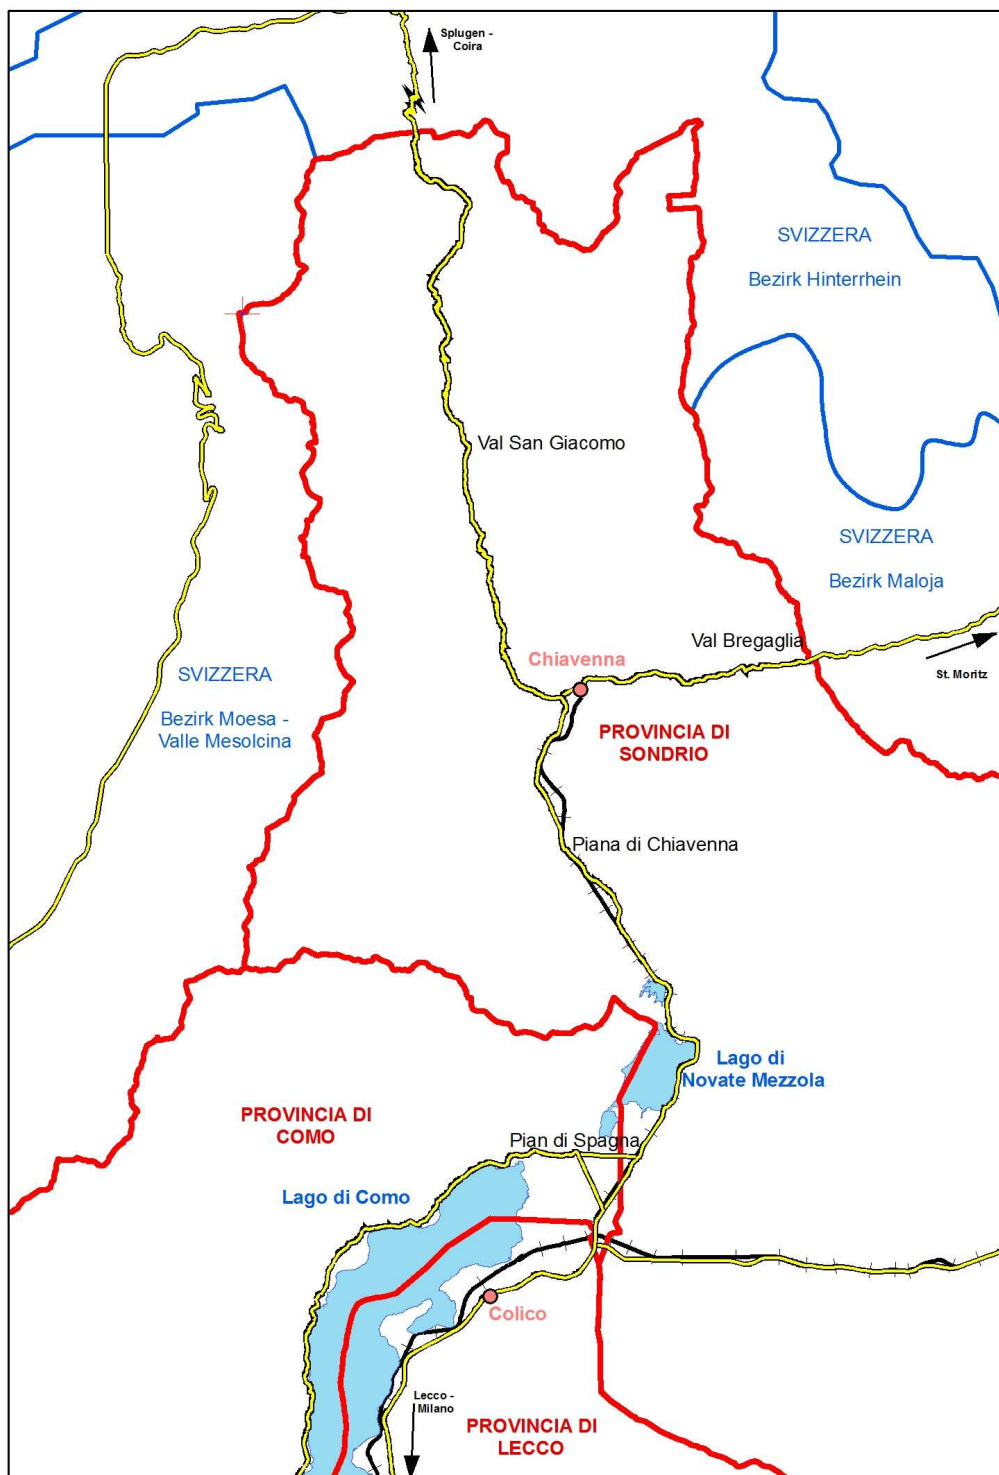 Splugen -
Coira
SVIZZERA
Bezirk Hinterrhein
Val San Giacomo
SVIZZERA
Bezirk Maloja
Val Bregaglia
St. Moritz
Chiavenna
SVIZZERA
Bezirk Moesa -
Valle Mesolcina
PROVINCIA DI
SONDRIO
Piana di Chiavenna
Lago di
Novate Mezzola
PROVINCIA DI
COMO
Pian di Spagna
Lago di Como
Colico
Lecco -
Milano
PROVINCIA DI
LECCO